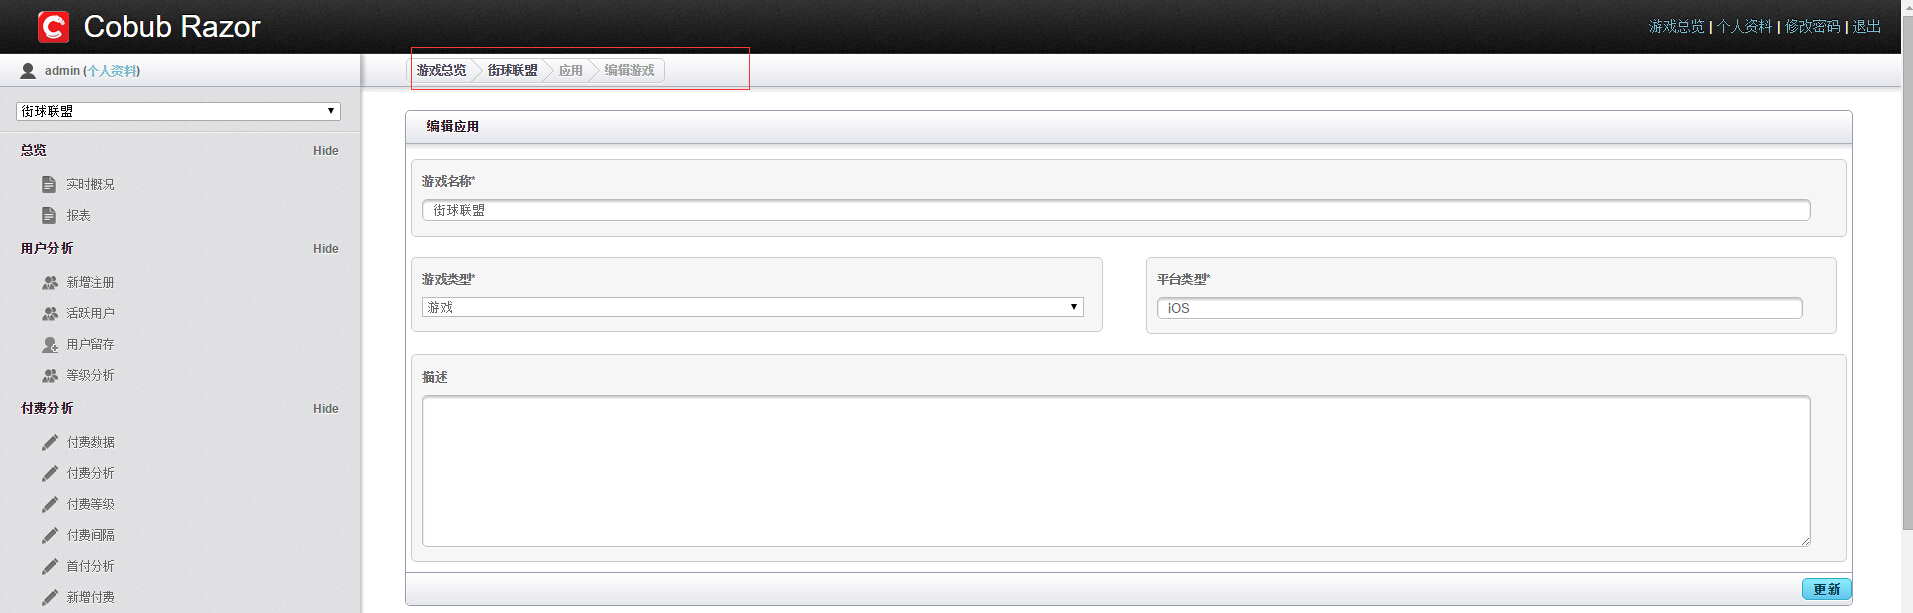 Cobub Razor
游戏总览 | 个人资料 | 修改密码 | 退出
admin (个人资料)
游戏总览 街球联盟 应用 编辑游戏
街球联盟
总览 Hide
实时概况
报表
用户分析 Hide
新增注册
活跃用户
用户留存
等级分析
付费分析 Hide
付费数据
付费分析
付费等级
付费间隔
首付分析
新增付费
编辑应用
游戏名称*
街球联盟
游戏类型*
游戏
平台类型*
iOS
描述
更新